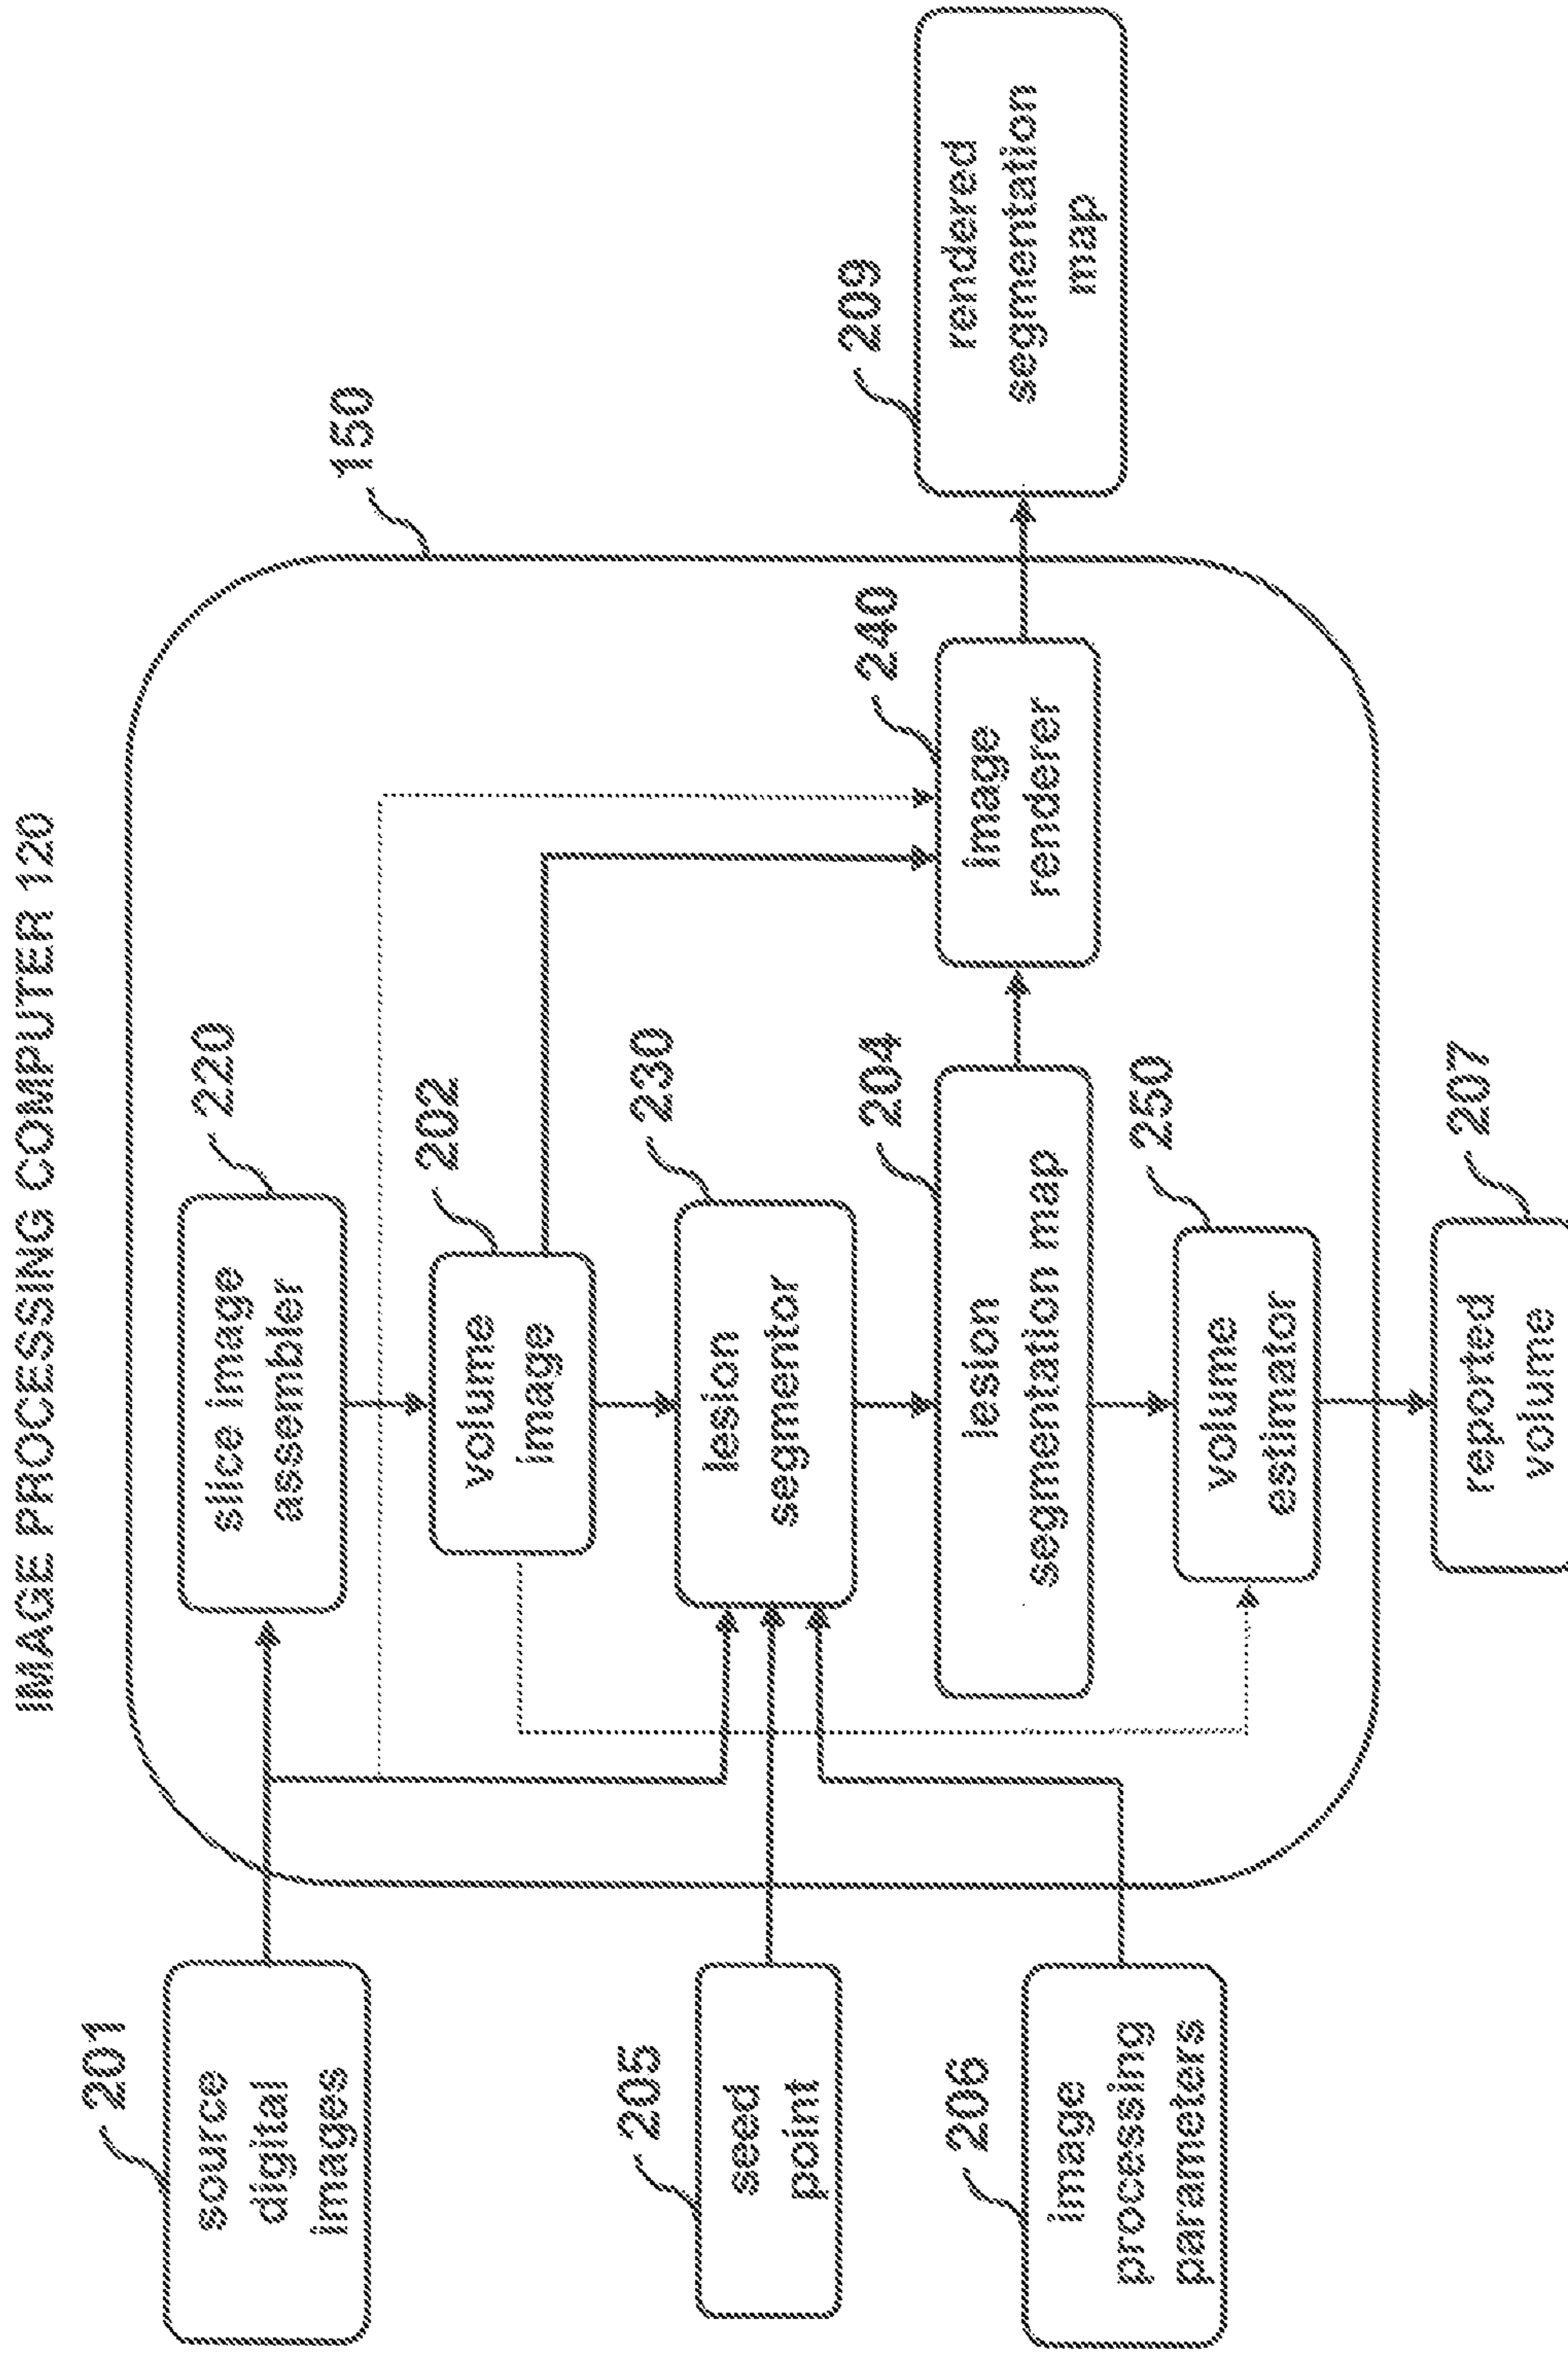 IMAGE PROCESSING COMPUTER 120
150
201
source
digital
images
220
slice image
assembler
202
volume
image
205
seed
point
230
lesion
segmentor
206
image
processing
parameters
204
lesion
segmentation map
240
image
renderer
209
rendered
segmentation
map
250
volume
estimator
207
reported
volume